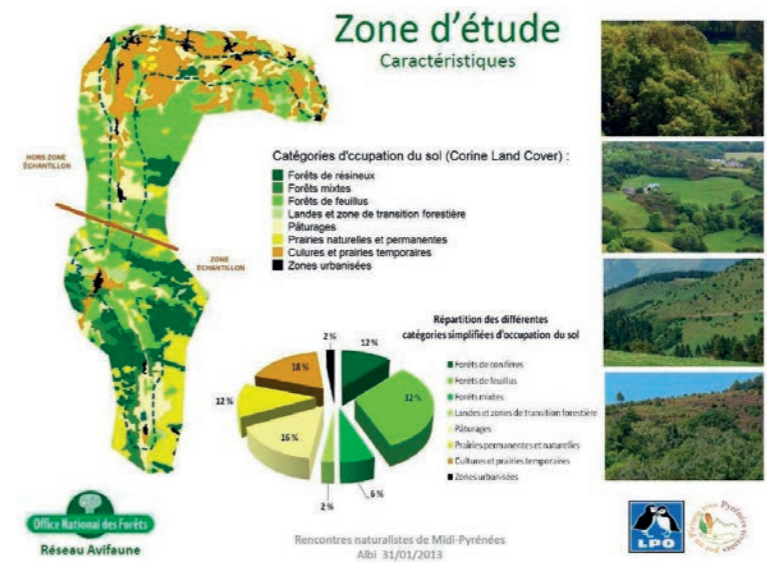 Zone d'étude
Caractéristiques
HORS ZONE
ÉCHANTILLON
ZONE
ÉCHANTILLON
Catégories d'ccupation du sol (Corine Land Cover) :
Forêts de résineux
Forêts mixtes
Forêts de feuillus
Landes et zone de transition forestière
Pâturages
Prairies naturelles et permanentes
Culures et prairies temporaires
Zones urbanisées
Répartition des différentes
catégories simplifiées d'occupation du sol
2 %
12 %
32 %
6 %
2 %
16 %
12 %
18 %
Forêts de conifères
Forêts de feuillus
Forêts mixtes
Landes et zones de transition forestière
Pâturages
Prairies permanentes et naturelles
Cultures et prairies temporaires
Zones urbanisées
Office National des Forêts
Réseau Avifaune
Rencontres naturalistes de Midi-Pyrénées
Albi 31/01/2013
LPO
Pyrénées vivantes